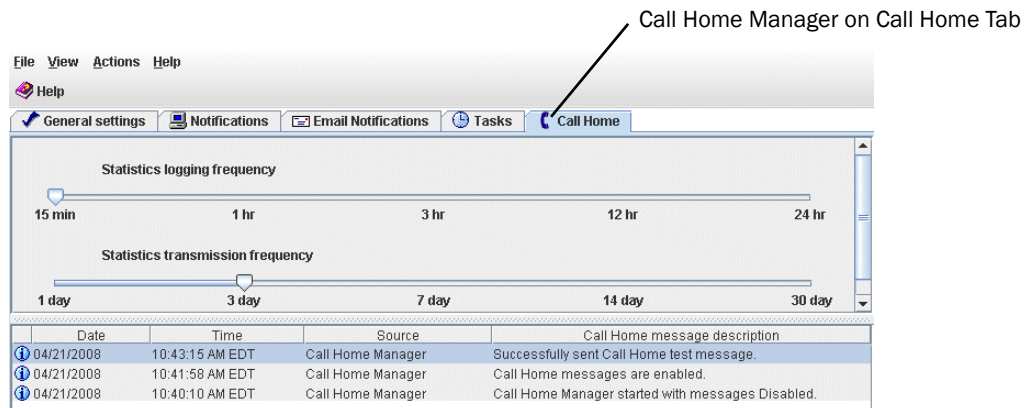 Call Home Manager on Call Home Tab
File View Actions Help
Help
General settings Notifications Email Notifications Tasks Call Home
Statistics logging frequency
15 min 1 hr 3 hr 12 hr 24 hr
Statistics transmission frequency
1 day 3 day 7 day 14 day 30 day
Date Time Source Call Home message description
04/21/2008 10:43:15 AM EDT Call Home Manager Successfully sent Call Home test message.
04/21/2008 10:41:58 AM EDT Call Home Manager Call Home messages are enabled.
04/21/2008 10:40:10 AM EDT Call Home Manager Call Home Manager started with messages Disabled.